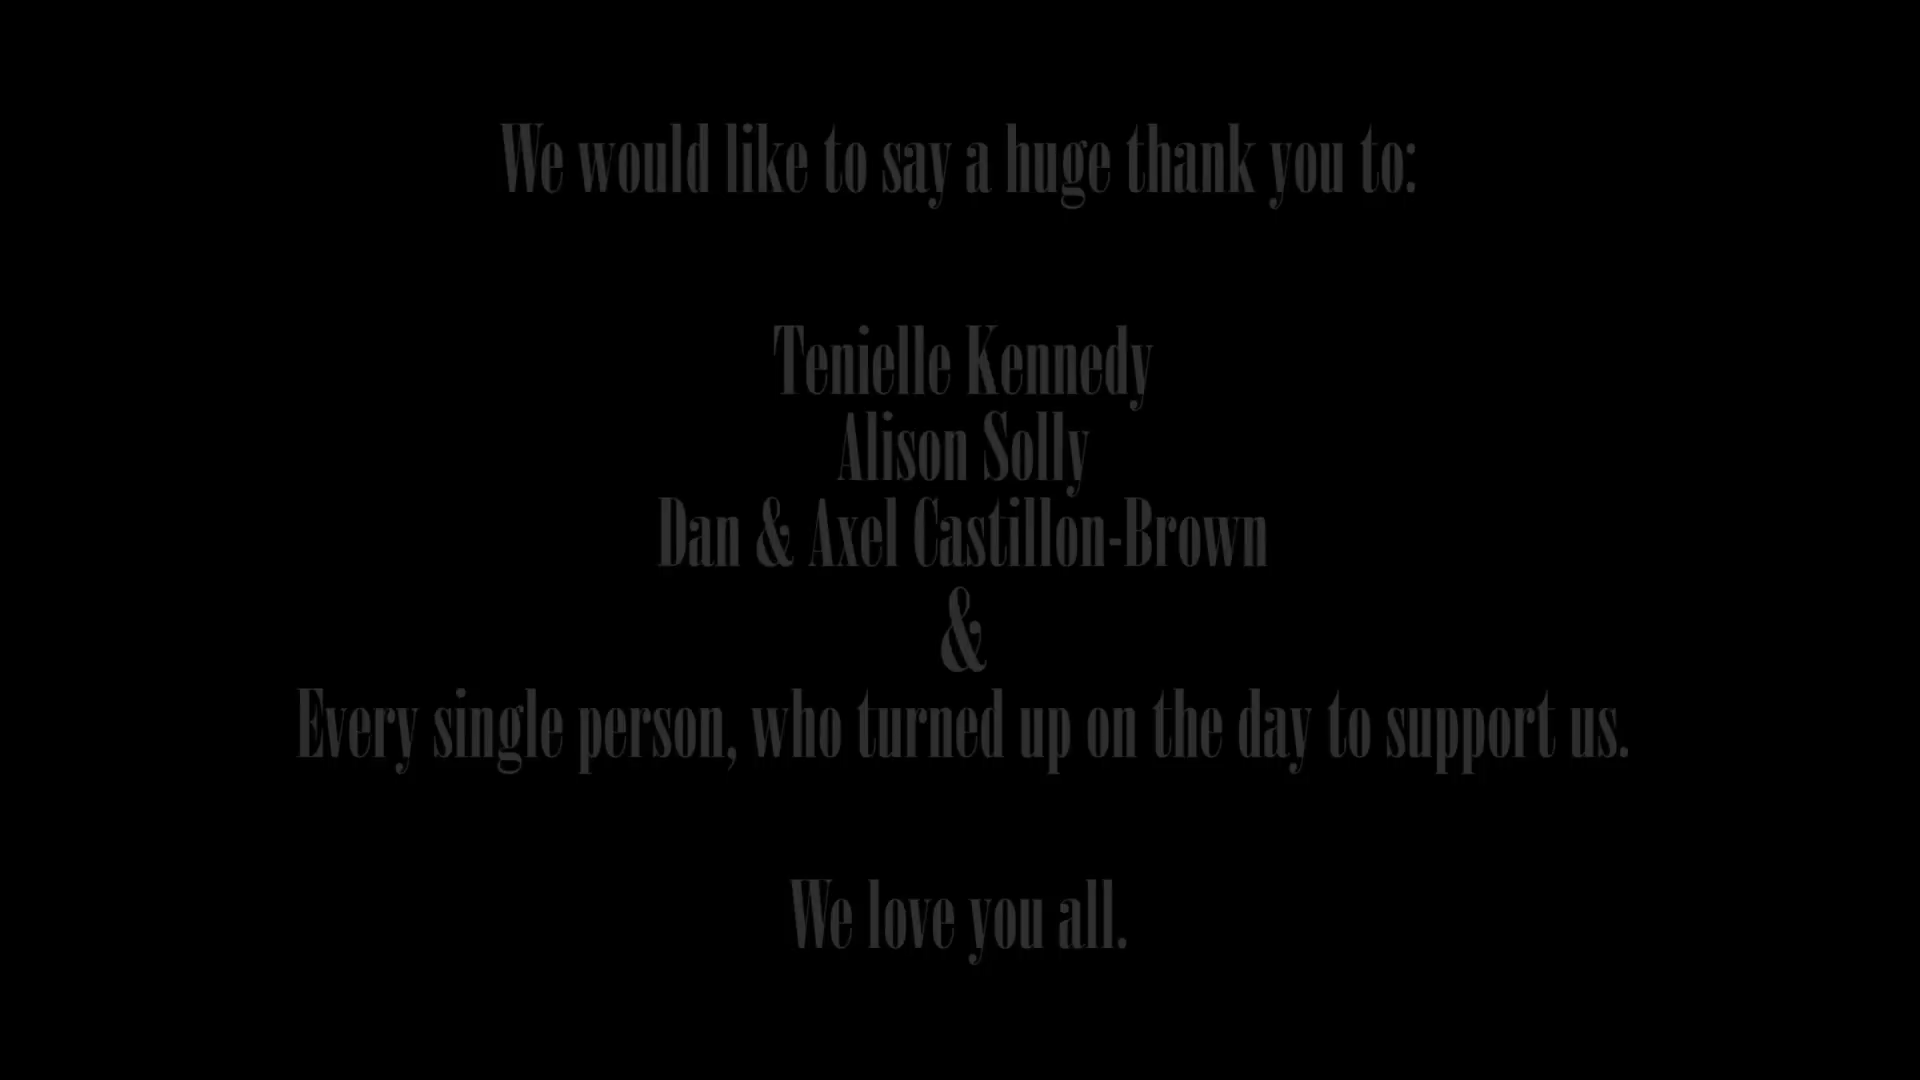 We would like to say a huge thank you to:
Tenielle Kennedy
Alison Solly
Dan & Axel Castillon-Brown
&
Every single person, who turned up on the day to support us.
We love you all.